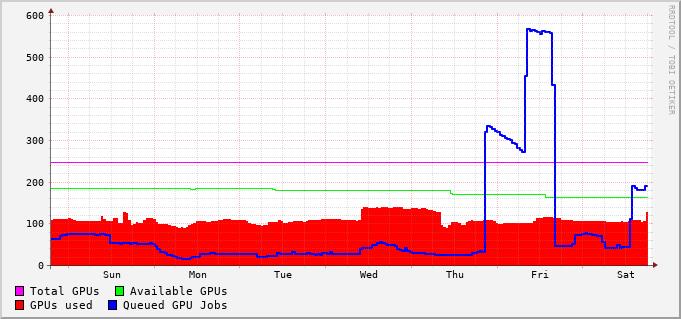 600
500
400
300
200
100
0
Sun Mon Tue Wed Thu Fri Sat
Total GPUs Available GPUs
GPUs used Queued GPU Jobs
RRDTOOL / TOBI OETIKER